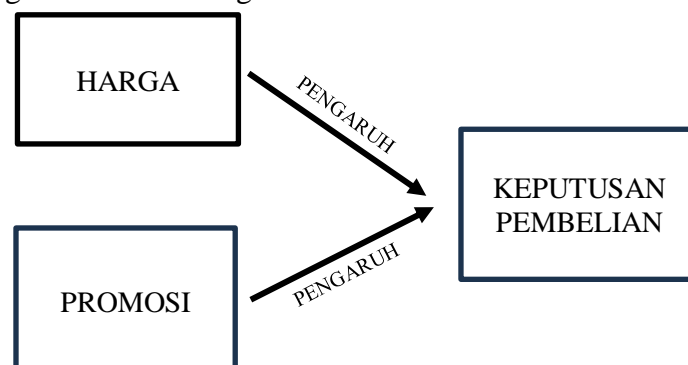 HARGA
PENGARUH
KEPUTUSAN
PEMBELIAN
PENGARUH
PROMOSI